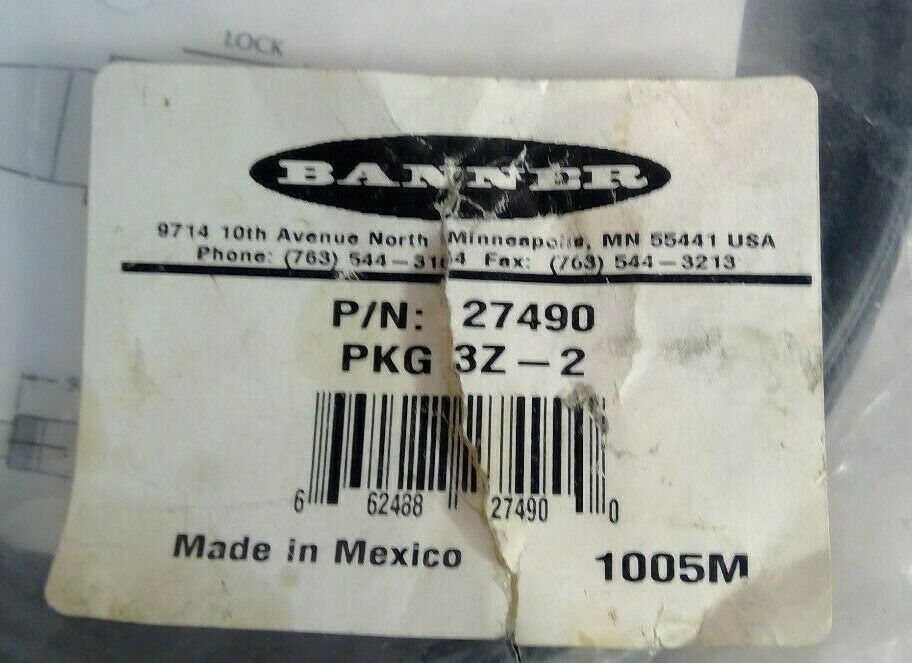 LOCK
BANNER
9714 10th Avenue North Minneapolis, MN 55441 USA
Phone: (763) 544-3164 Fax: (763) 544-3213
P/N: 27490
PKG 3Z-2
6 62488 27490 0
Made in Mexico 1005M